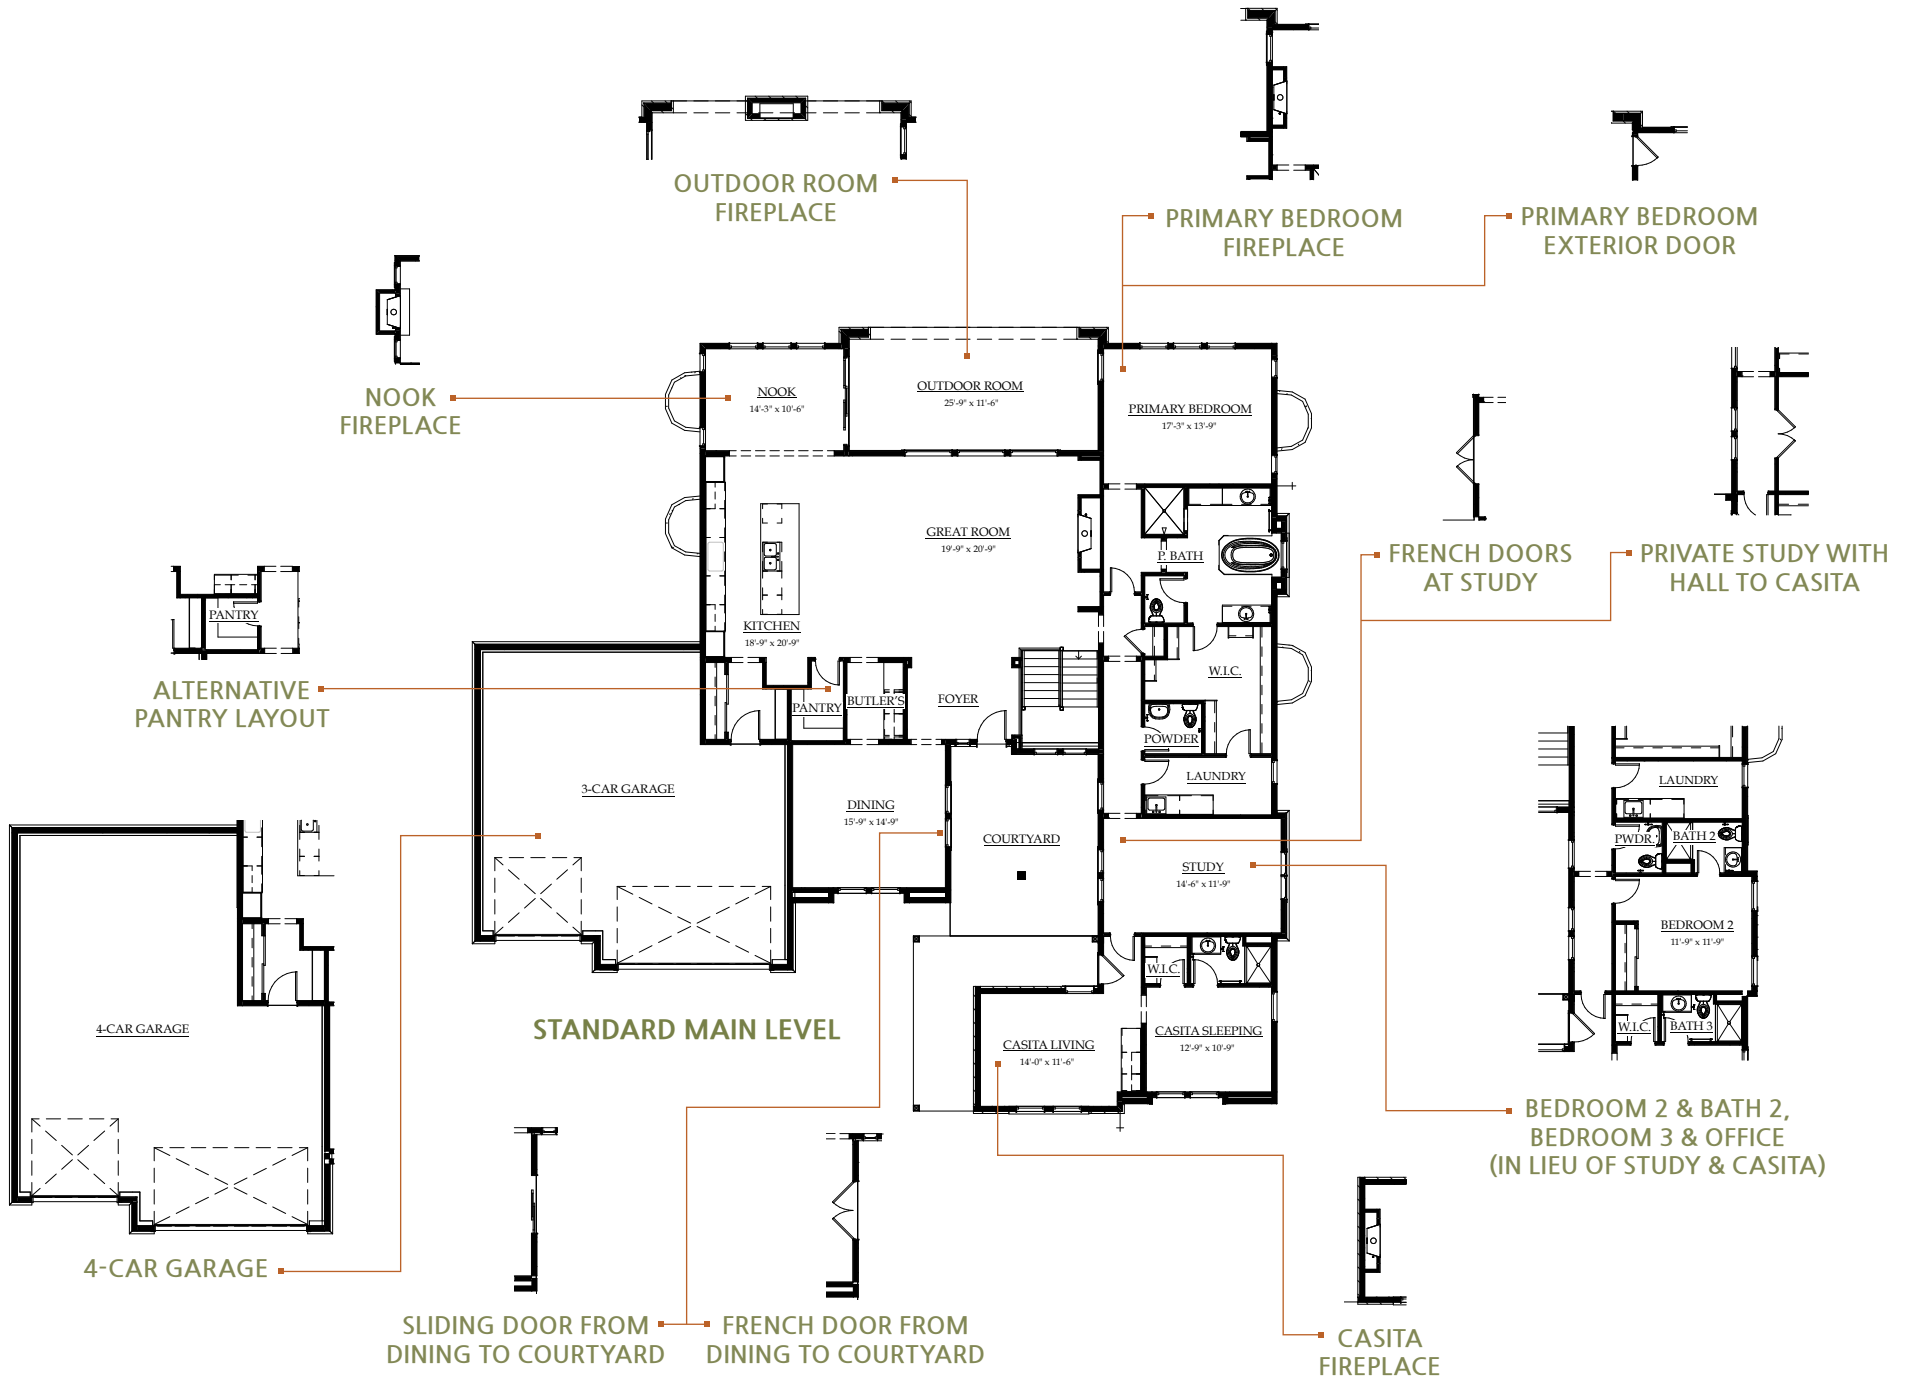 OUTDOOR ROOM
FIREPLACE
PRIMARY BEDROOM
FIREPLACE
PRIMARY BEDROOM
EXTERIOR DOOR
NOOK
FIREPLACE
NOOK
14'-3" x 10'-6"
OUTDOOR ROOM
25'-9" x 11'-6"
PRIMARY BEDROOM
17'-3" x 13'-9"
GREAT ROOM
19'-9" x 20'-9"
P. BATH
FRENCH DOORS
AT STUDY
PRIVATE STUDY WITH
HALL TO CASITA
PANTRY
KITCHEN
18'-9" x 20'-9"
W.I.C.
ALTERNATIVE
PANTRY LAYOUT
PANTRY
BUTLER'S
FOYER
POWDER
LAUNDRY
3-CAR GARAGE
DINING
15'-9" x 14'-9"
COURTYARD
STUDY
14'-6" x 11'-9"
LAUNDRY
PWDR.
BATH 2
BEDROOM 2
11'-9" x 11'-9"
W.I.C.
BATH 3
W.I.C.
4-CAR GARAGE
STANDARD MAIN LEVEL
CASITA LIVING
14'-0" x 11'-6"
CASITA SLEEPING
12'-9" x 10'-9"
BEDROOM 2 & BATH 2,
BEDROOM 3 & OFFICE
(IN LIEU OF STUDY & CASITA)
4-CAR GARAGE
SLIDING DOOR FROM
DINING TO COURTYARD
FRENCH DOOR FROM
DINING TO COURTYARD
CASITA
FIREPLACE